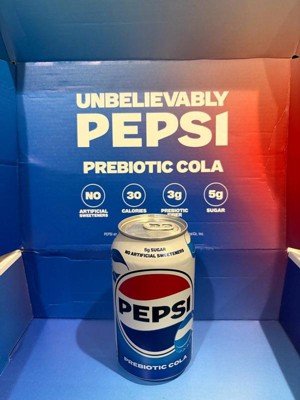 UNBELIEVABLY
PEPSI
PREBIOTIC COLA
NO
30
3g
5g
ARTIFICIAL
SWEETENERS
CALORIES
PREBIOTIC
FIBER
SUGAR
5g SUGAR
NO ARTIFICIAL SWEETENERS
PEPSI
PREBIOTIC COLA